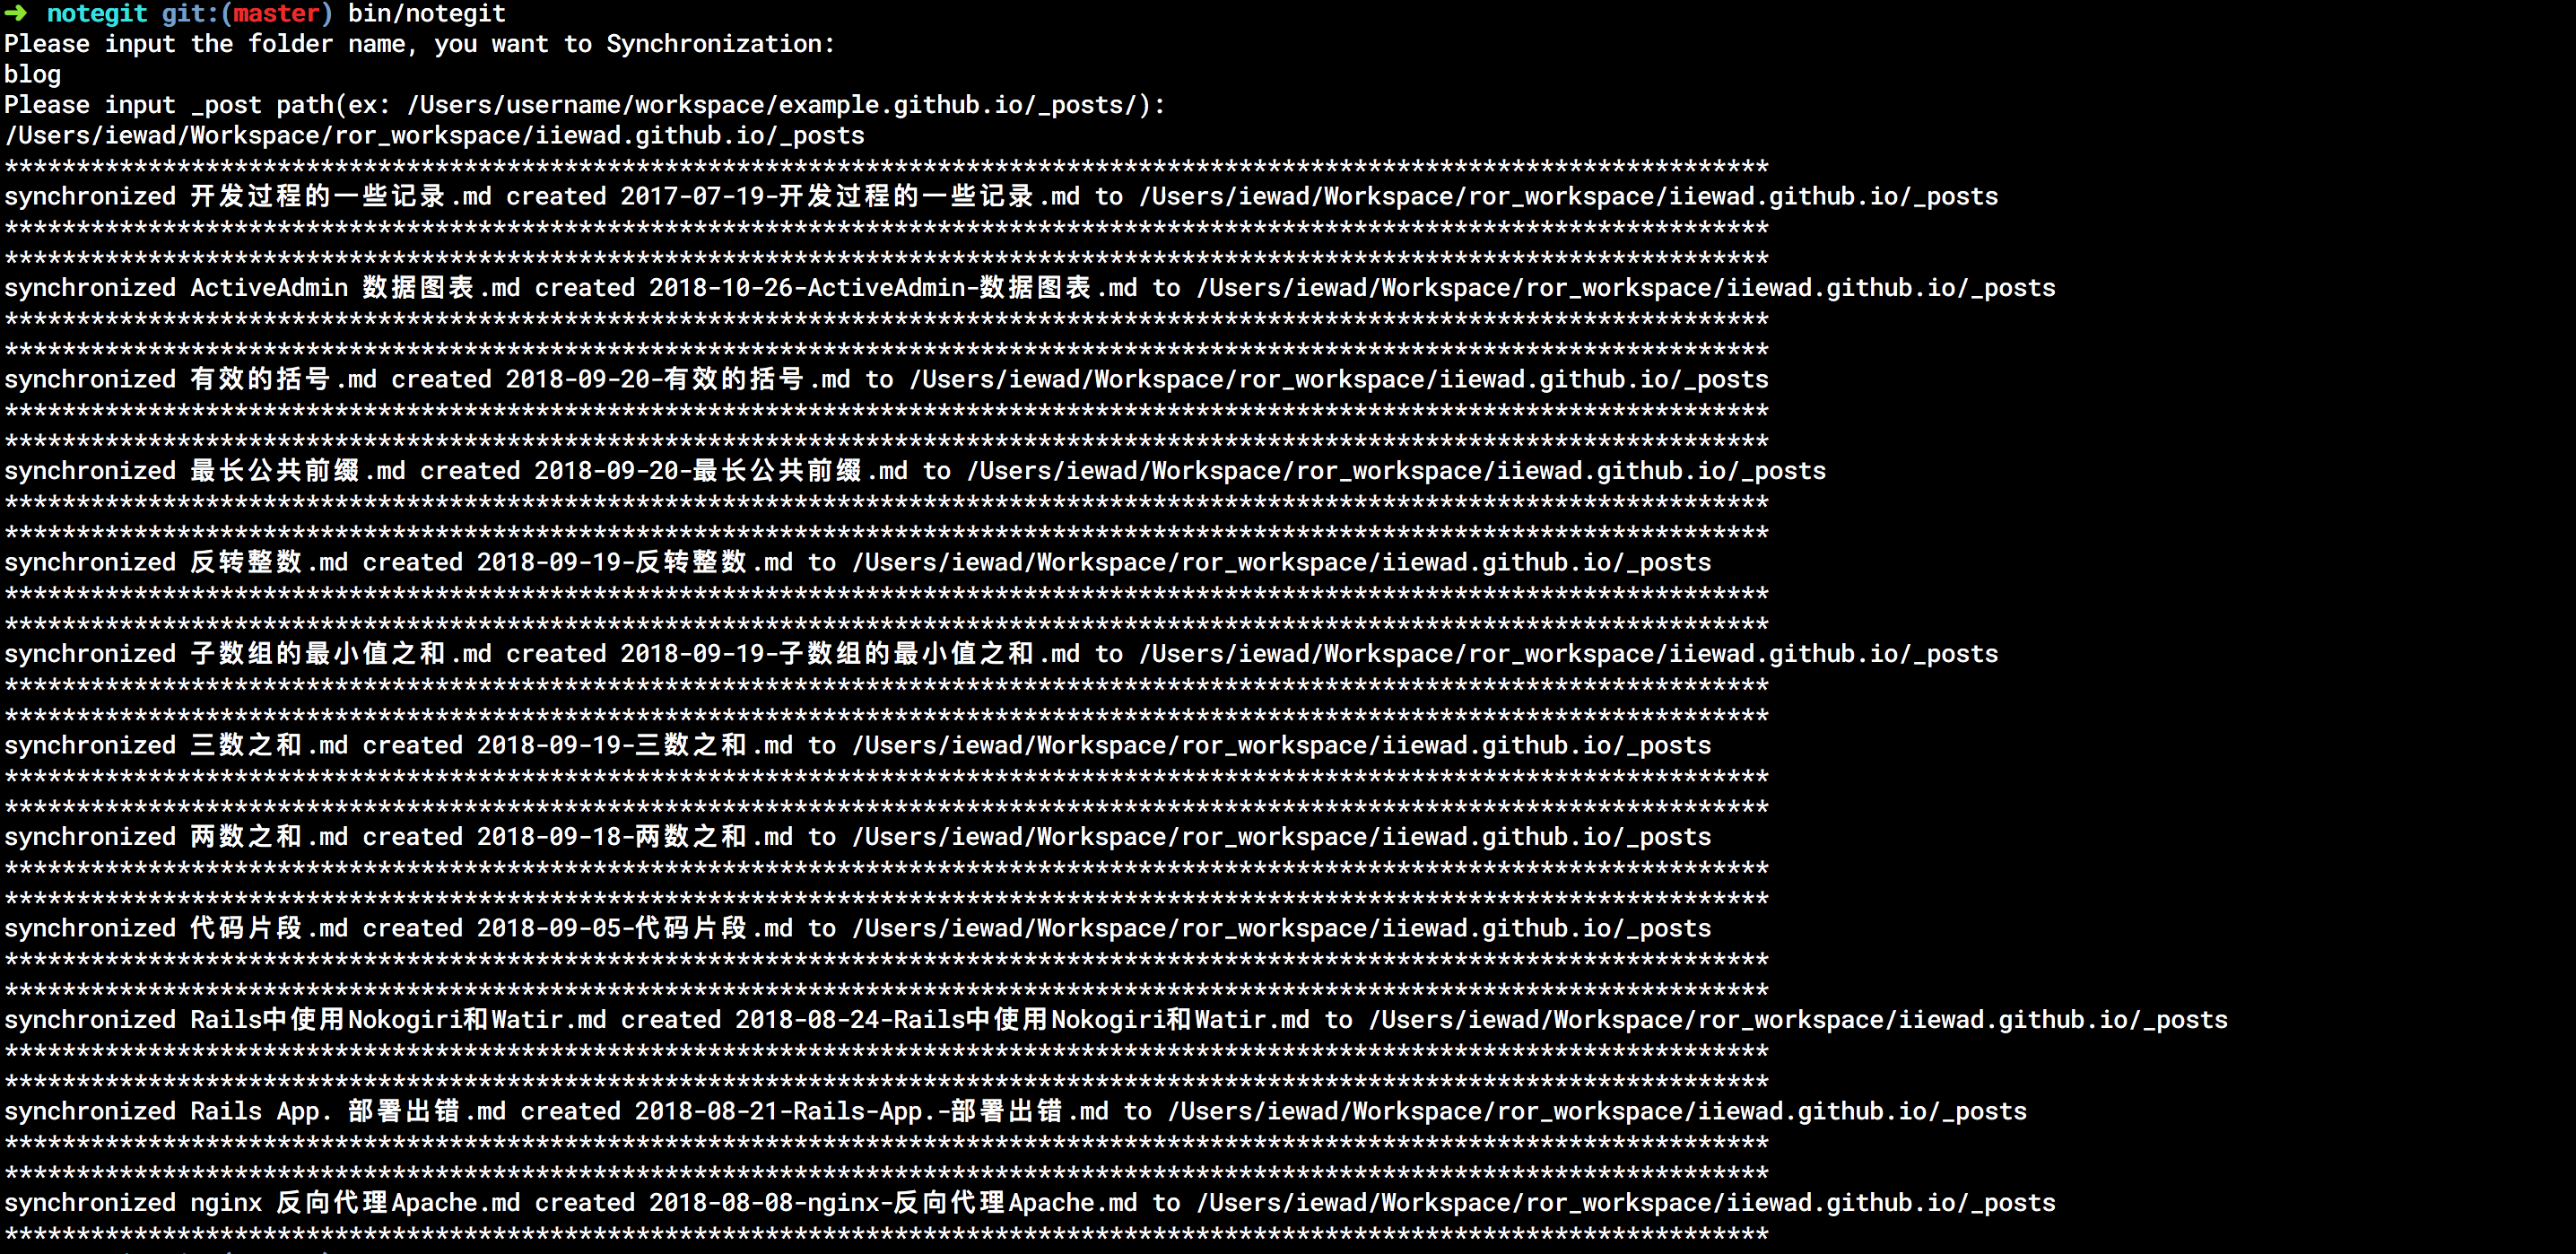 ➜ notegit git:(master) bin/notegit
Please input the folder name, you want to Synchronization:
blog
Please input _post path(ex: /Users/username/workspace/example.github.io/_posts/):
/Users/iewad/Workspace/ror_workspace/iiewad.github.io/_posts
***************************************************************************************************************************
synchronized 开发过程的一些记录.md created 2017-07-19-开发过程的一些记录.md to /Users/iewad/Workspace/ror_workspace/iiewad.github.io/_posts
***************************************************************************************************************************
***************************************************************************************************************************
synchronized ActiveAdmin 数据图表.md created 2018-10-26-ActiveAdmin-数据图表.md to /Users/iewad/Workspace/ror_workspace/iiewad.github.io/_posts
***************************************************************************************************************************
***************************************************************************************************************************
synchronized 有效的括号.md created 2018-09-20-有效的括号.md to /Users/iewad/Workspace/ror_workspace/iiewad.github.io/_posts
***************************************************************************************************************************
***************************************************************************************************************************
synchronized 最长公共前缀.md created 2018-09-20-最长公共前缀.md to /Users/iewad/Workspace/ror_workspace/iiewad.github.io/_posts
***************************************************************************************************************************
***************************************************************************************************************************
synchronized 反转整数.md created 2018-09-19-反转整数.md to /Users/iewad/Workspace/ror_workspace/iiewad.github.io/_posts
***************************************************************************************************************************
***************************************************************************************************************************
synchronized 子数组的最小值之和.md created 2018-09-19-子数组的最小值之和.md to /Users/iewad/Workspace/ror_workspace/iiewad.github.io/_posts
***************************************************************************************************************************
***************************************************************************************************************************
synchronized 三数之和.md created 2018-09-19-三数之和.md to /Users/iewad/Workspace/ror_workspace/iiewad.github.io/_posts
***************************************************************************************************************************
***************************************************************************************************************************
synchronized 两数之和.md created 2018-09-18-两数之和.md to /Users/iewad/Workspace/ror_workspace/iiewad.github.io/_posts
***************************************************************************************************************************
***************************************************************************************************************************
synchronized 代码片段.md created 2018-09-05-代码片段.md to /Users/iewad/Workspace/ror_workspace/iiewad.github.io/_posts
***************************************************************************************************************************
***************************************************************************************************************************
synchronized Rails中使用Nokogiri和Watir.md created 2018-08-24-Rails中使用Nokogiri和Watir.md to /Users/iewad/Workspace/ror_workspace/iiewad.github.io/_posts
***************************************************************************************************************************
***************************************************************************************************************************
synchronized Rails App. 部署出错.md created 2018-08-21-Rails-App.-部署出错.md to /Users/iewad/Workspace/ror_workspace/iiewad.github.io/_posts
***************************************************************************************************************************
***************************************************************************************************************************
synchronized nginx 反向代理Apache.md created 2018-08-08-nginx-反向代理Apache.md to /Users/iewad/Workspace/ror_workspace/iiewad.github.io/_posts
***************************************************************************************************************************